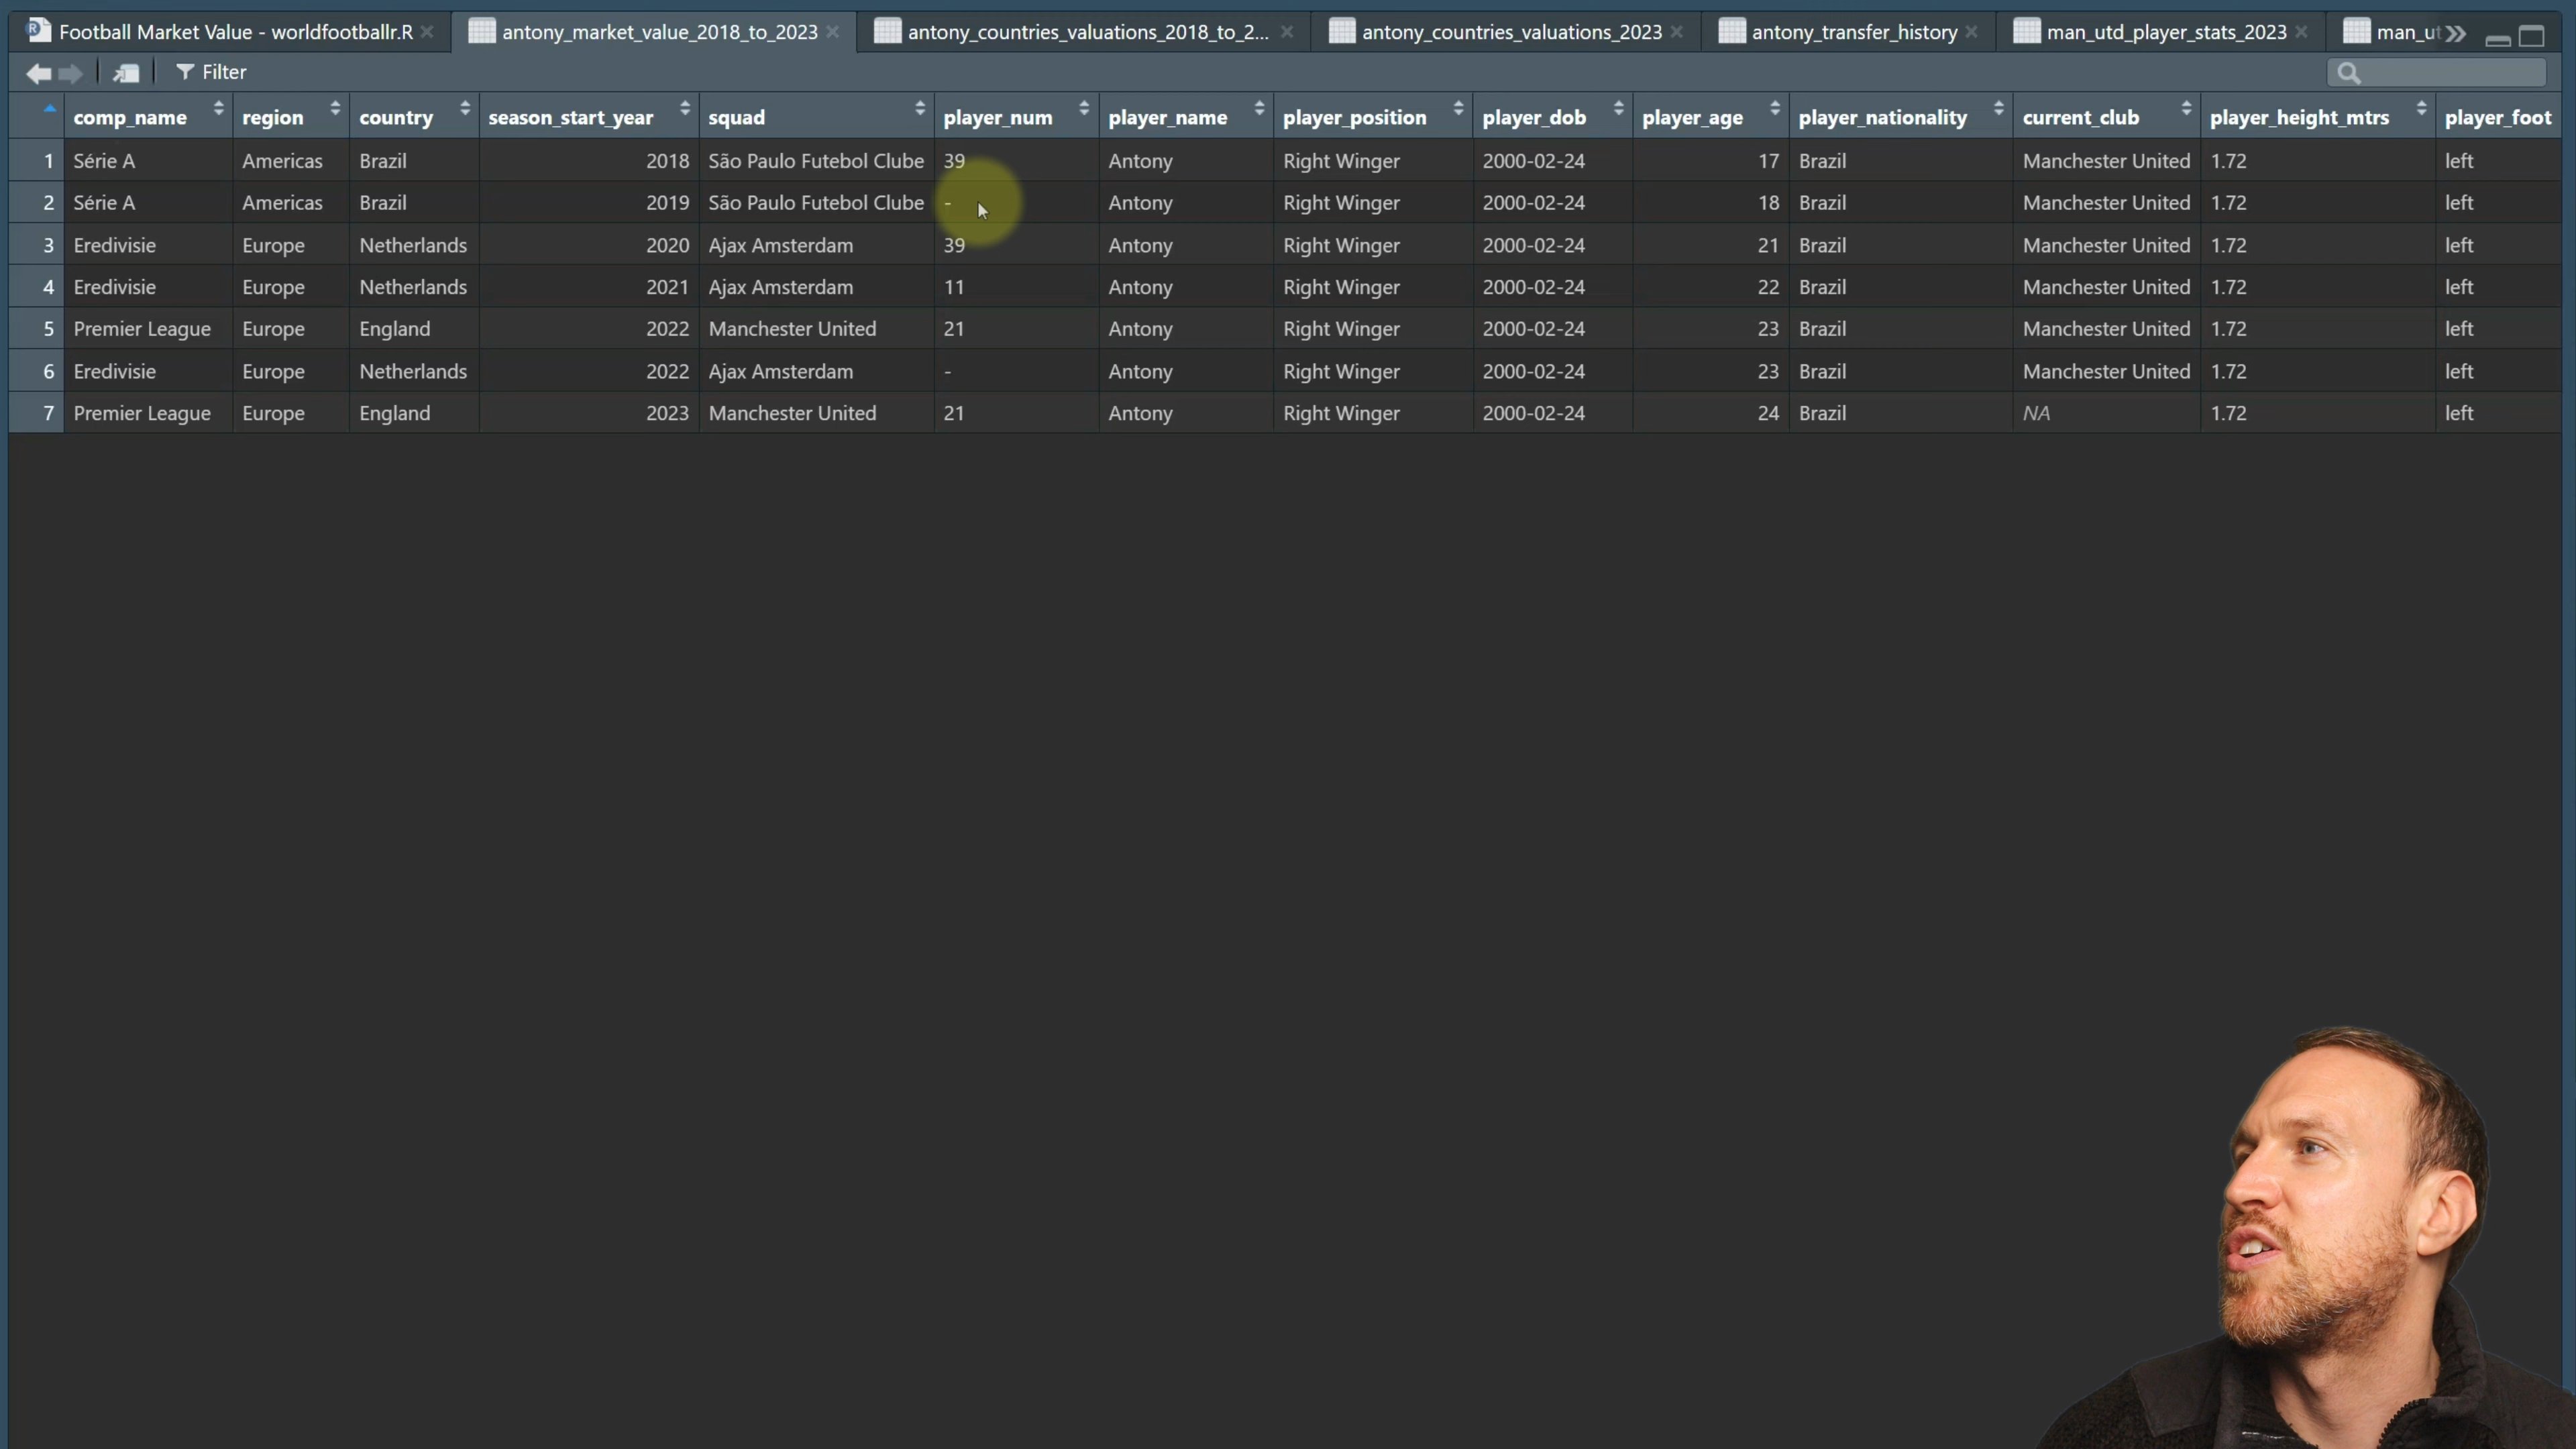 Football Market Value - worldfootballr.R antony_market_value_2018_to_2023 antony_countries_valuations_2018_to_2... antony_countries_valuations_2023 antony_transfer_history man_utd_player_stats_2023 man_ut
Filter
comp_name region country season_start_year squad player_num player_name player_position player_dob player_age player_nationality current_club player_height_mtrs player_foot
1 Série A Americas Brazil 2018 São Paulo Futebol Clube 39 Antony Right Winger 2000-02-24 17 Brazil Manchester United 1.72 left
2 Série A Americas Brazil 2019 São Paulo Futebol Clube - Antony Right Winger 2000-02-24 18 Brazil Manchester United 1.72 left
3 Eredivisie Europe Netherlands 2020 Ajax Amsterdam 39 Antony Right Winger 2000-02-24 21 Brazil Manchester United 1.72 left
4 Eredivisie Europe Netherlands 2021 Ajax Amsterdam 11 Antony Right Winger 2000-02-24 22 Brazil Manchester United 1.72 left
5 Premier League Europe England 2022 Manchester United 21 Antony Right Winger 2000-02-24 23 Brazil Manchester United 1.72 left
6 Eredivisie Europe Netherlands 2022 Ajax Amsterdam - Antony Right Winger 2000-02-24 23 Brazil Manchester United 1.72 left
7 Premier League Europe England 2023 Manchester United 21 Antony Right Winger 2000-02-24 24 Brazil NA 1.72 left